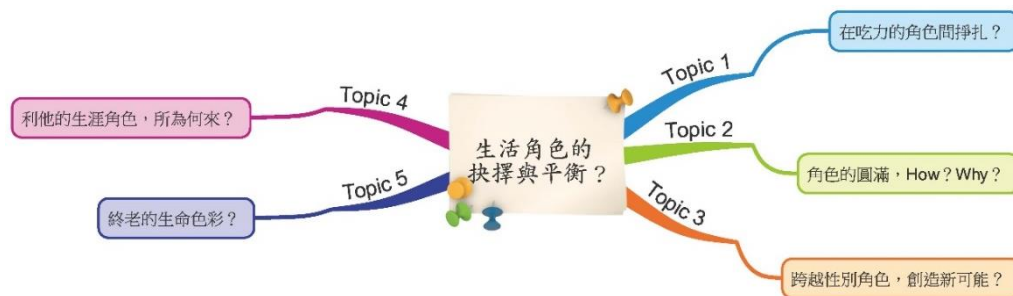 生活角色的
抉擇與平衡？
Topic 1
在吃力的角色間掙扎？
Topic 2
角色的圓滿，How？Why？
Topic 3
跨越性別角色，創造新可能？
Topic 4
利他的生涯角色，所為何來？
Topic 5
終老的生命色彩？